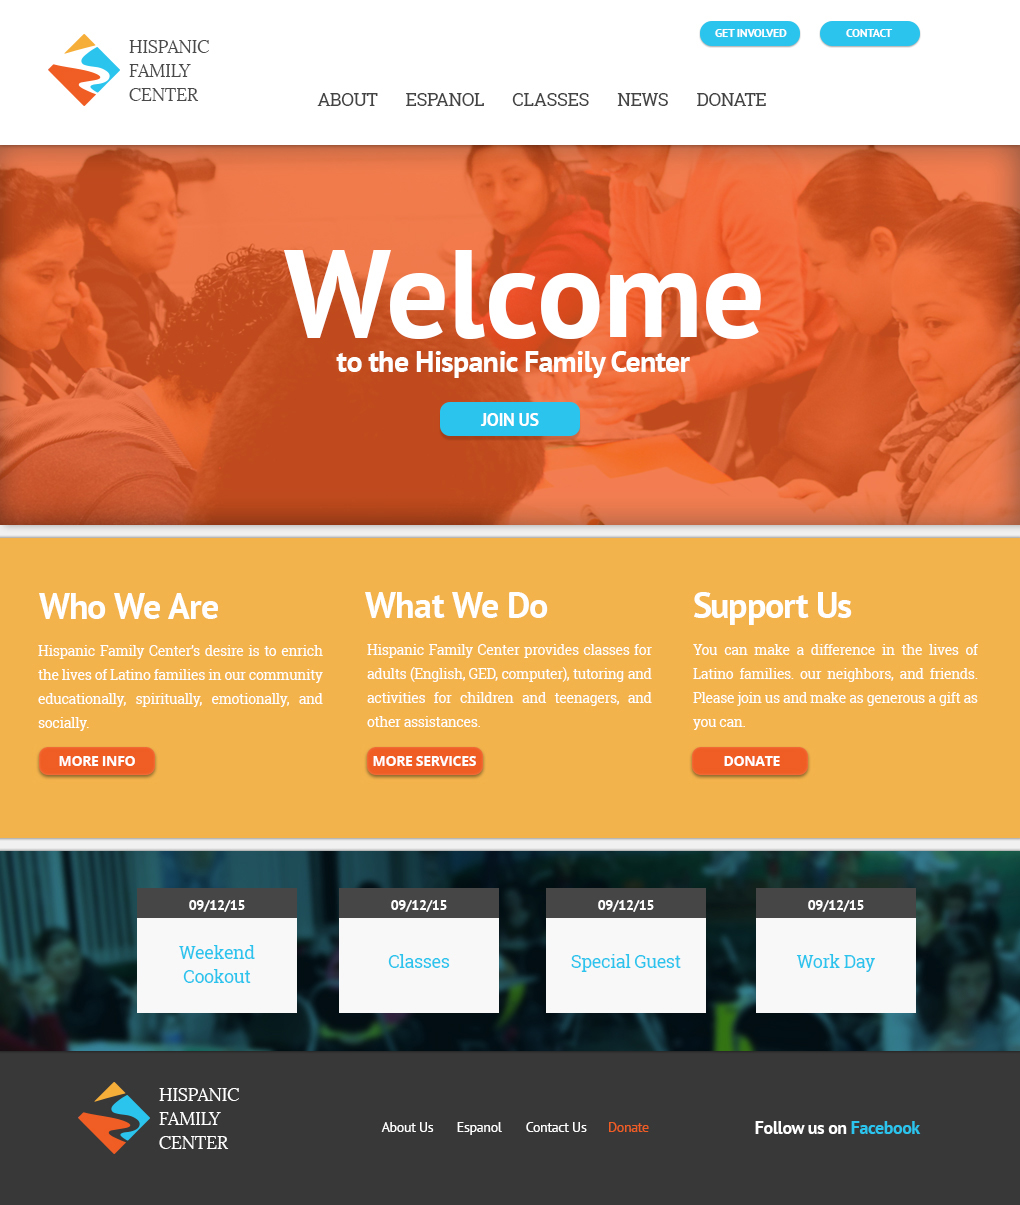 HISPANIC
FAMILY
CENTER
GET INVOLVED
CONTACT
ABOUT ESPANOL CLASSES NEWS DONATE
Welcome
to the Hispanic Family Center
JOIN US
Who We Are
Hispanic Family Center's desire is to enrich
the lives of Latino families in our community
educationally, spiritually, emotionally, and
socially.
MORE INFO
What We Do
Hispanic Family Center provides classes for
adults (English, GED, computer), tutoring and
activities for children and teenagers, and
other assistances.
MORE SERVICES
Support Us
You can make a difference in the lives of
Latino families. our neighbors, and friends.
Please join us and make as generous a gift as
you can.
DONATE
09/12/15
Weekend
Cookout
09/12/15
Classes
09/12/15
Special Guest
09/12/15
Work Day
HISPANIC
FAMILY
CENTER
About Us Espanol Contact Us Donate
Follow us on Facebook